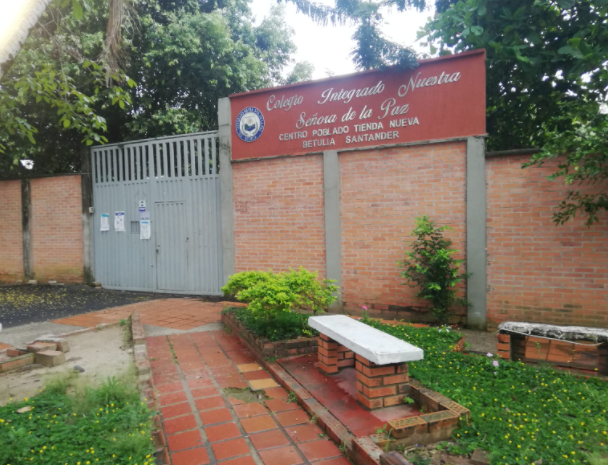 Colegio Integrado Nuestra
Señora de la Paz
CENTRO POBLADO TIENDA NUEVA
BETULIA SANTANDER